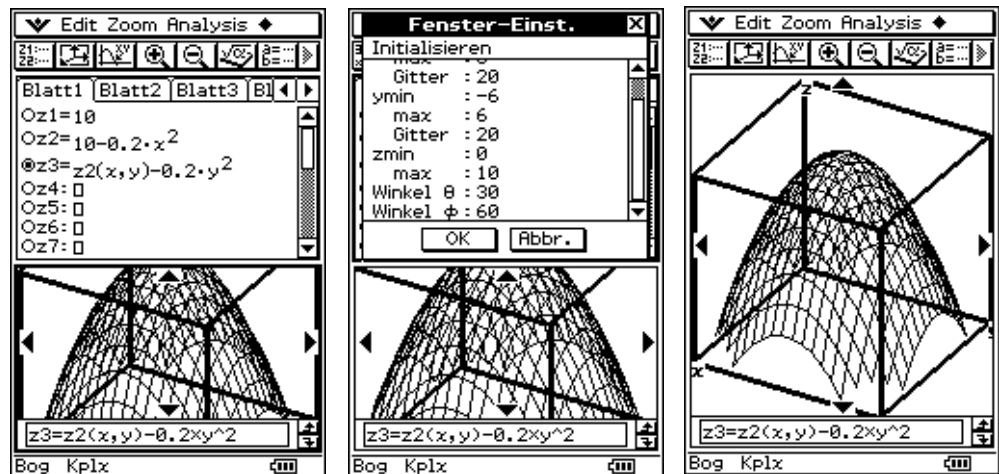 Edit Zoom Analysis
Blatt1 Blatt2 Blatt3 Bl
z1=10
z2=10-0.2·x²
z3=z2(x,y)-0.2·y²
z4:
z5:
z6:
z7:
z3=z2(x,y)-0.2×y^2
Bog Kplx
Fenster-Einst.
Initialisieren
Gitter :20
ymin :-6
max :6
Gitter :20
zmin :0
max :10
Winkel θ:30
Winkel ϕ:60
OK Abbr.
z3=z2(x,y)-0.2×y^2
Bog Kplx
Edit Zoom Analysis
z
x
z3=z2(x,y)-0.2×y^2
Bog Kplx